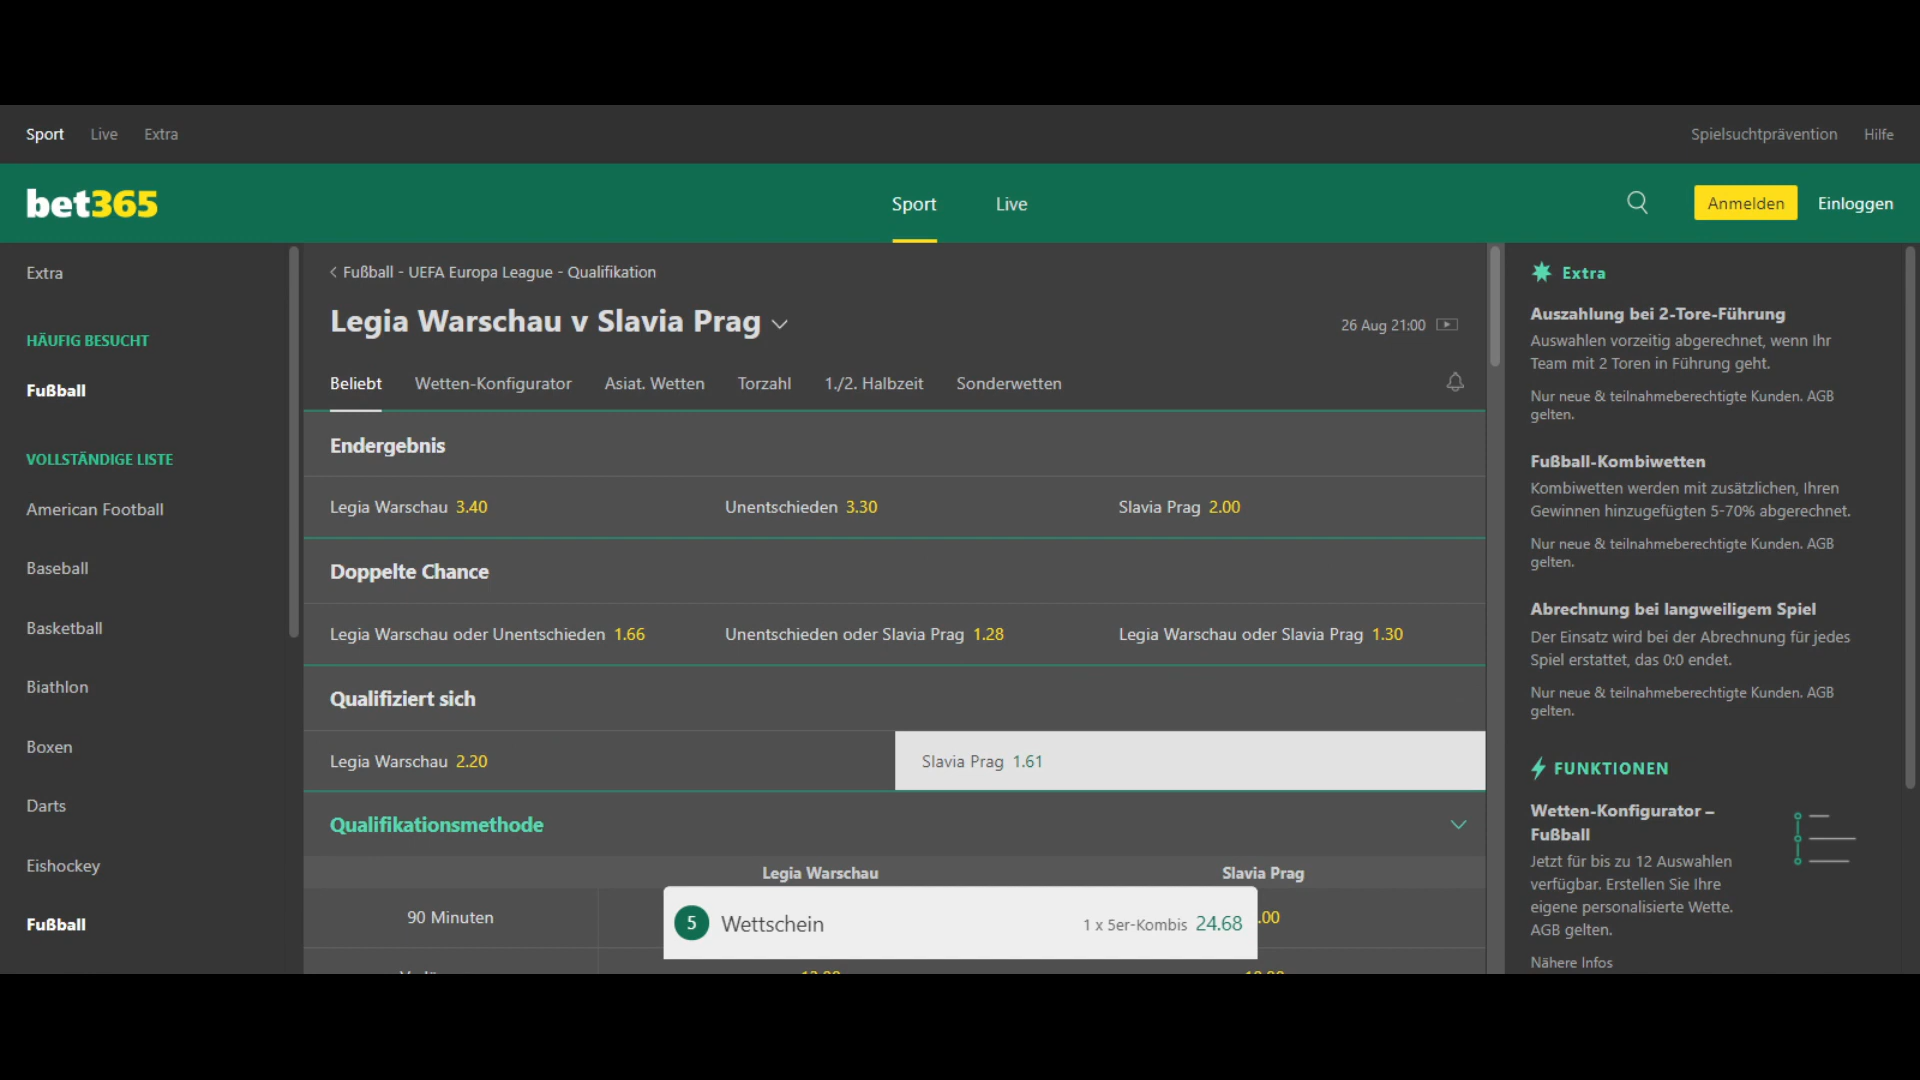 Sport Live Extra
Spielsuchtprävention Hilfe
bet365
Sport Live
Anmelden Einloggen
Extra
HÄUFIG BESUCHT
Fußball
VOLLSTÄNDIGE LISTE
American Football
Baseball
Basketball
Biathlon
Boxen
Darts
Eishockey
Fußball
Fußball - UEFA Europa League - Qualifikation
Legia Warschau v Slavia Prag
26 Aug 21:00
Beliebt Wetten-Konfigurator Asiat. Wetten Torzahl 1./2. Halbzeit Sonderwetten
Endergebnis
Legia Warschau 3.40 Unentschieden 3.30 Slavia Prag 2.00
Doppelte Chance
Legia Warschau oder Unentschieden 1.66 Unentschieden oder Slavia Prag 1.28 Legia Warschau oder Slavia Prag 1.30
Qualifiziert sich
Legia Warschau 2.20 Slavia Prag 1.61
Qualifikationsmethode
Legia Warschau Slavia Prag
90 Minuten .00
5 Wettschein 1 x 5er-Kombis 24.68
Extra
Auszahlung bei 2-Tore-Führung
Auswahlen vorzeitig abgerechnet, wenn Ihr
Team mit 2 Toren in Führung geht.
Nur neue & teilnahmeberechtigte Kunden. AGB
gelten.
Fußball-Kombiwetten
Kombiwetten werden mit zusätzlichen, Ihren
Gewinnen hinzugefügten 5-70% abgerechnet.
Nur neue & teilnahmeberechtigte Kunden. AGB
gelten.
Abrechnung bei langweiligem Spiel
Der Einsatz wird bei der Abrechnung für jedes
Spiel erstattet, das 0:0 endet.
Nur neue & teilnahmeberechtigte Kunden. AGB
gelten.
FUNKTIONEN
Wetten-Konfigurator –
Fußball
Jetzt für bis zu 12 Auswahlen
verfügbar. Erstellen Sie Ihre
eigene personalisierte Wette.
AGB gelten.
Nähere Infos